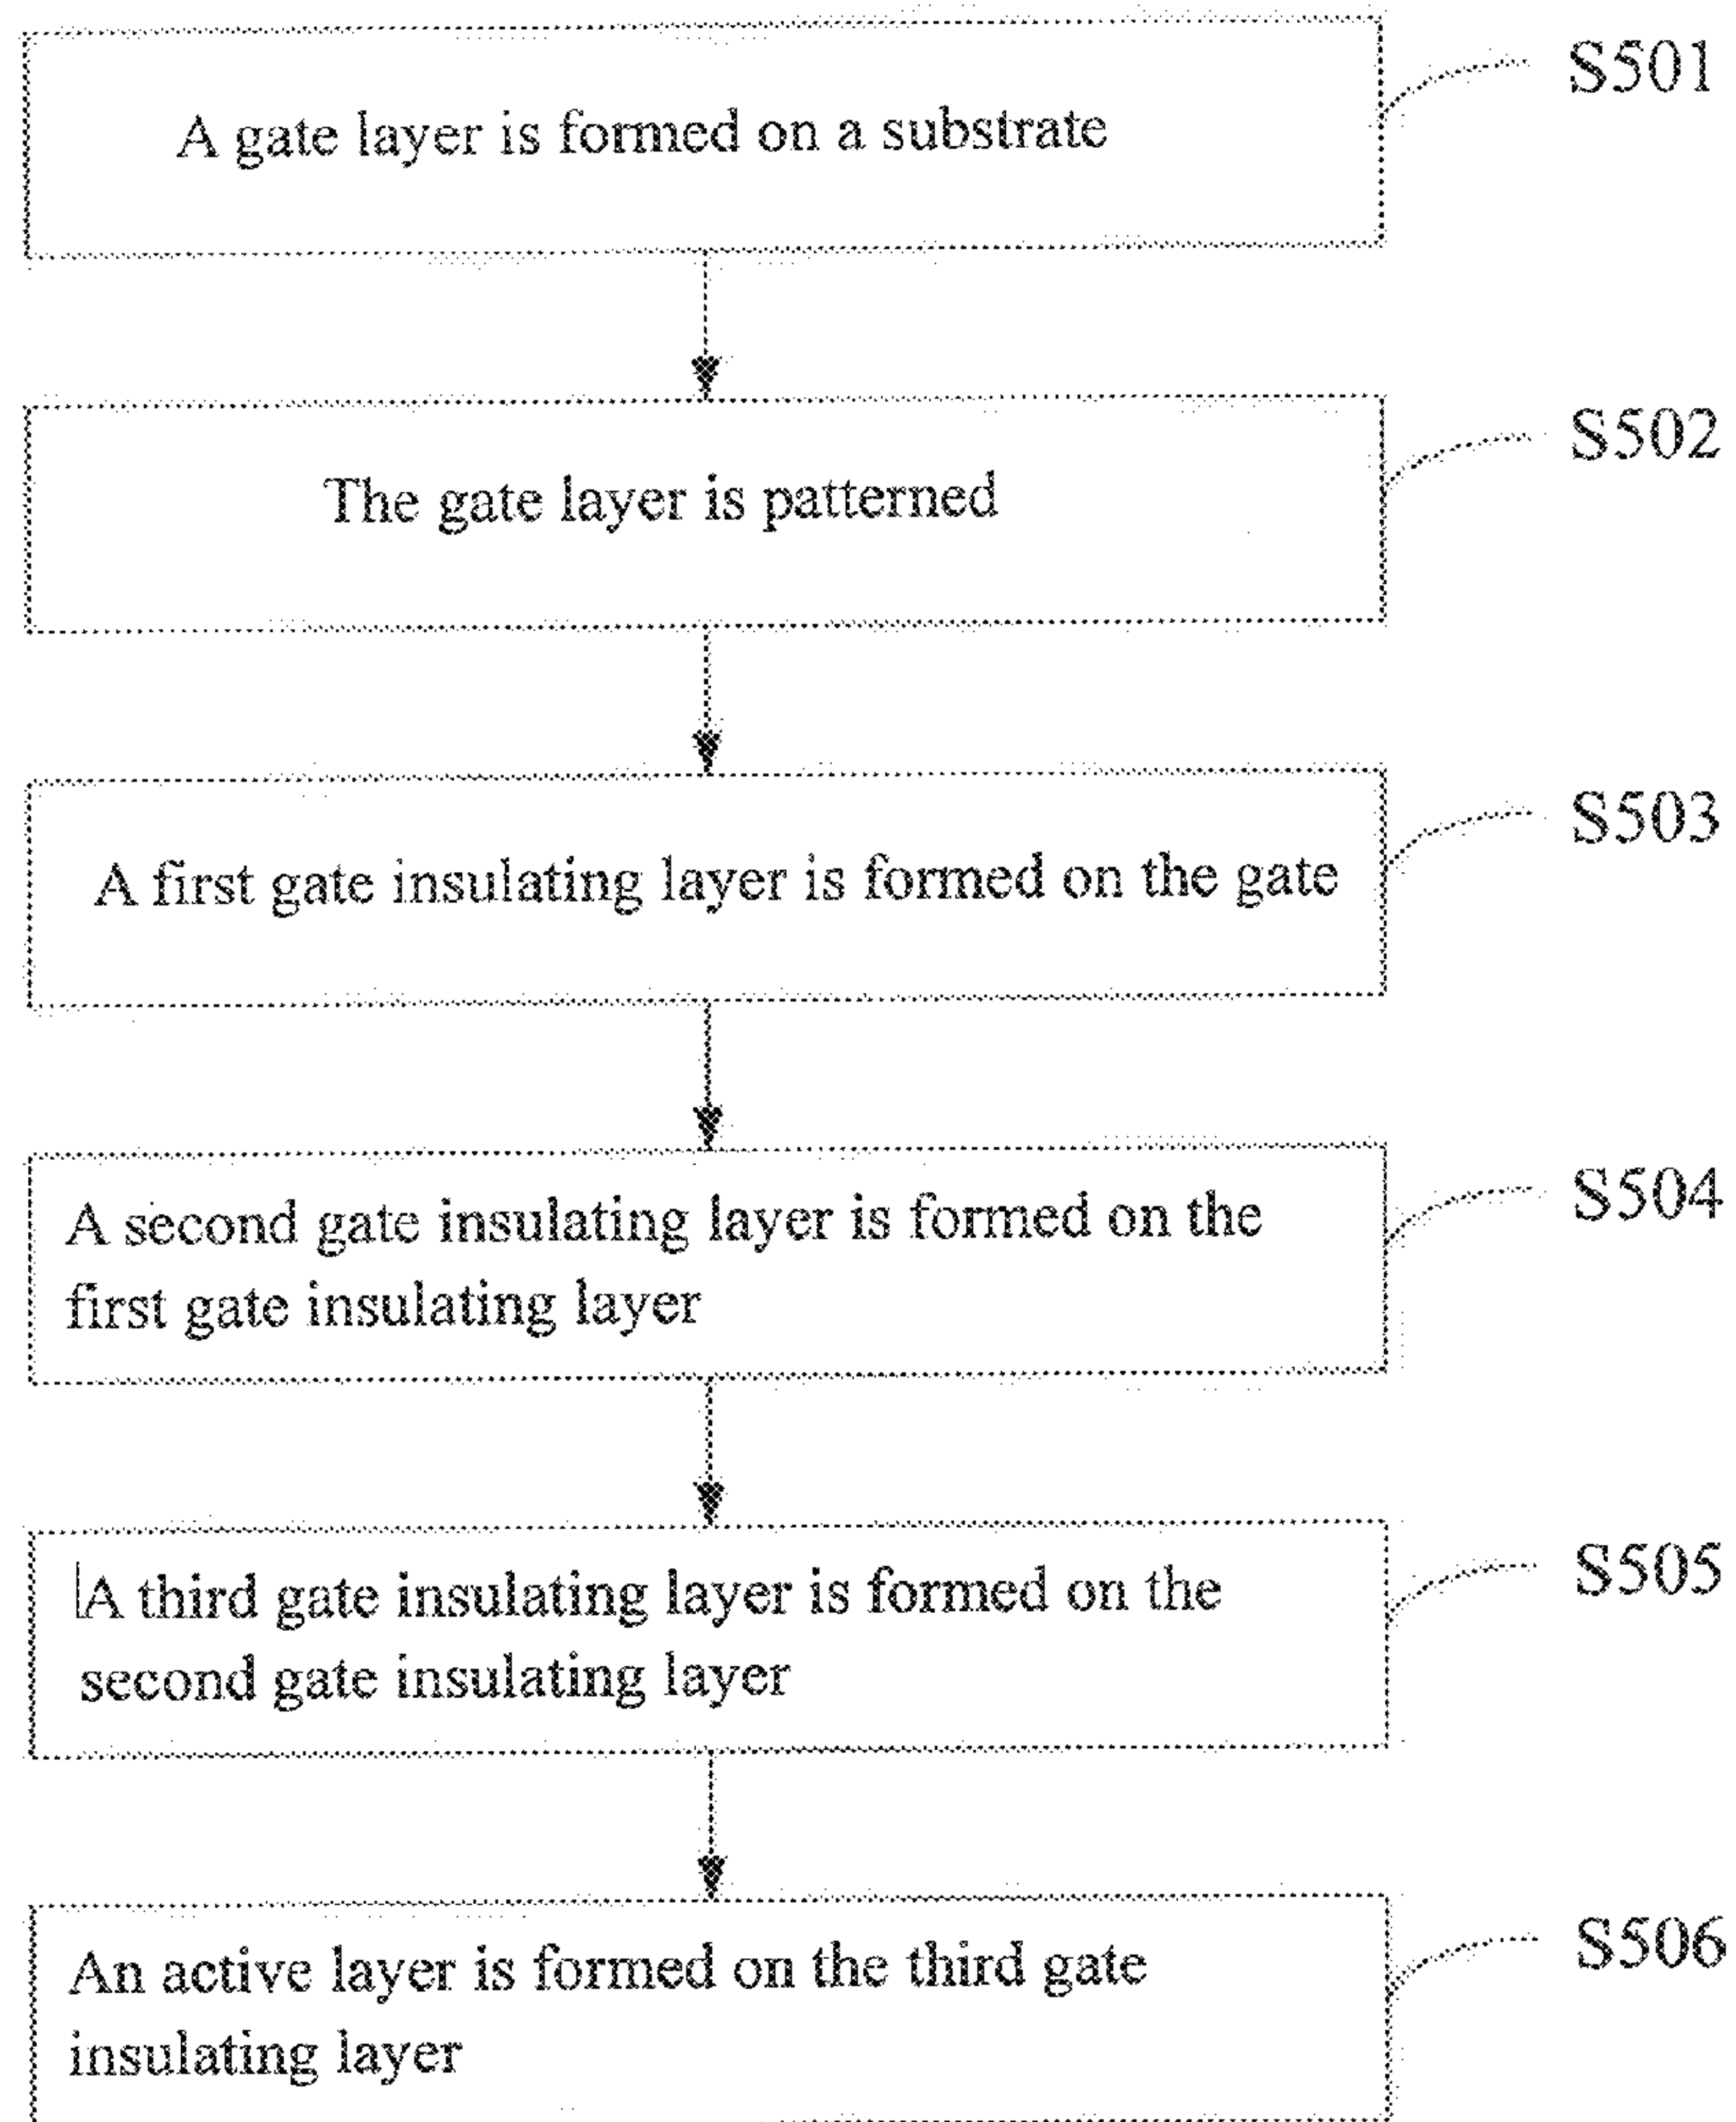 A gate layer is formed on a substrate
S501
The gate layer is patterned
S502
A first gate insulating layer is formed on the gate
S503
A second gate insulating layer is formed on the
first gate insulating layer
S504
A third gate insulating layer is formed on the
second gate insulating layer
S505
An active layer is formed on the third gate
insulating layer
S506